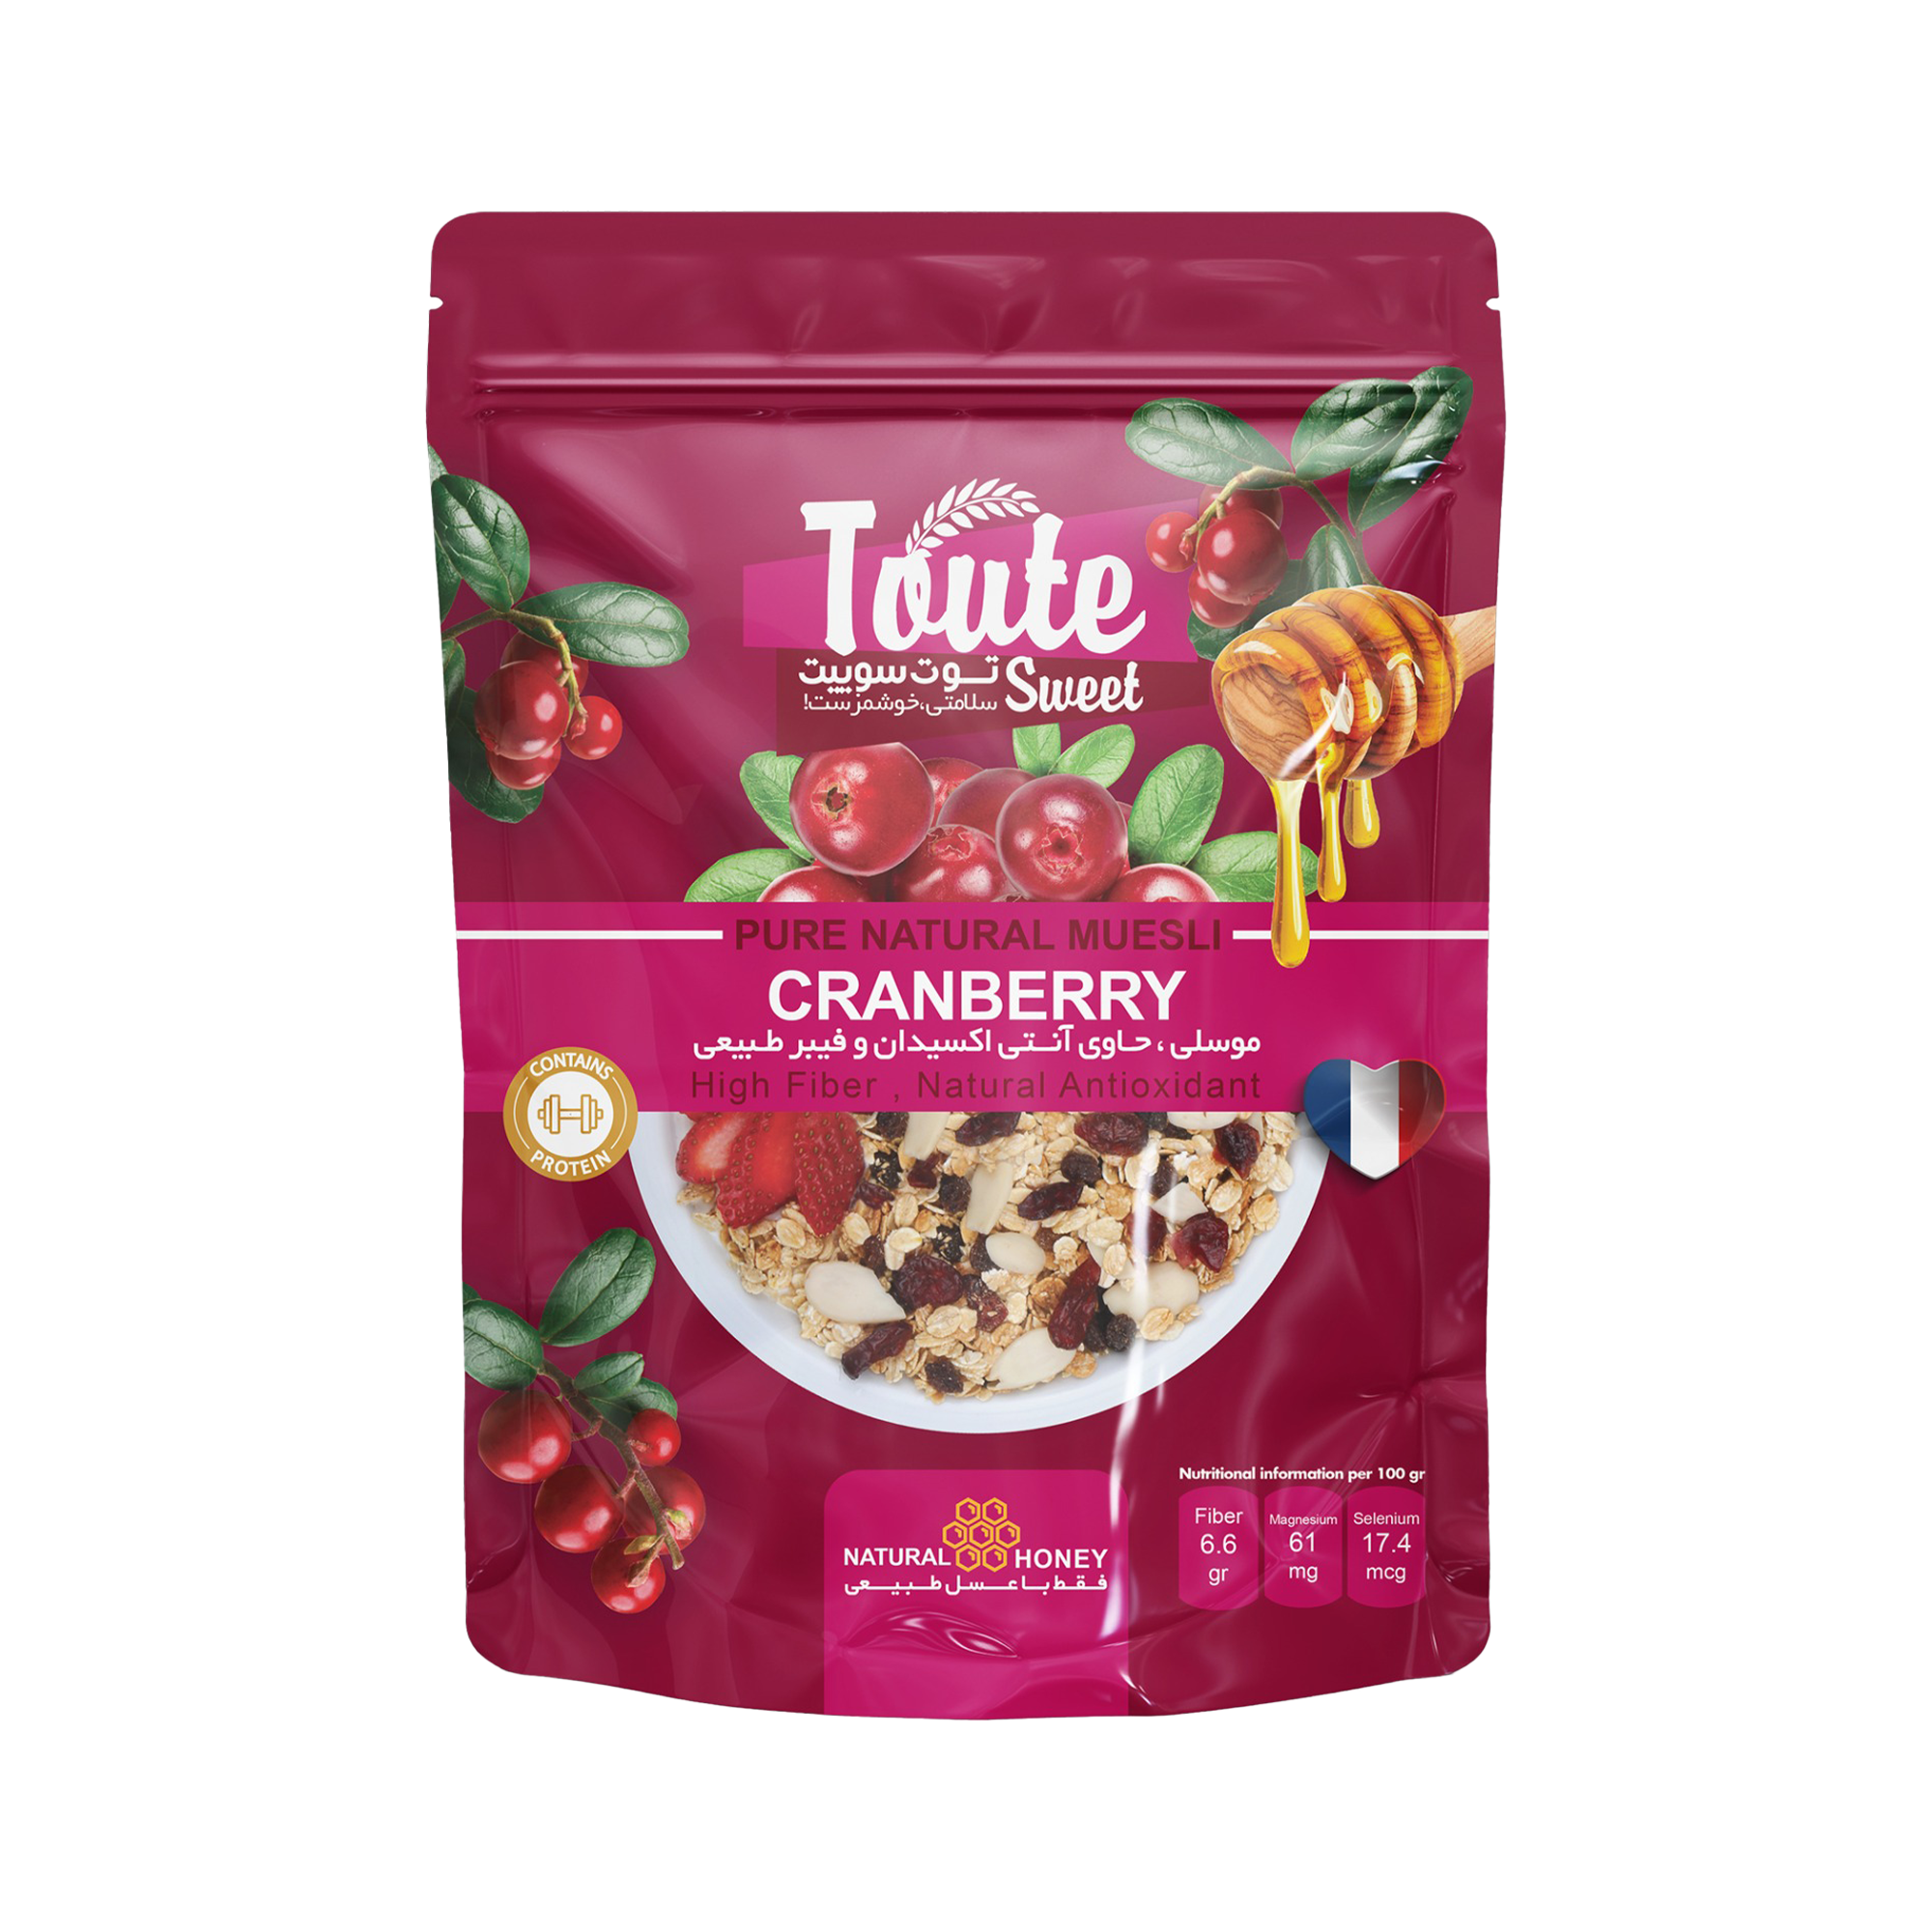 Toute
توت سوییت Sweet
سلامتی، خوشمزست!
PURE NATURAL MUESLI
CRANBERRY
موسلی ، حاوی آنتی اکسیدان و فیبر طبیعی
High Fiber , Natural Antioxidant
CONTAINS
PROTEIN
Nutritional information per 100 gr
Fiber
6.6
gr
Magnesium
61
mg
Selenium
17.4
mcg
NATURAL HONEY
فقط با عسل طبیعی